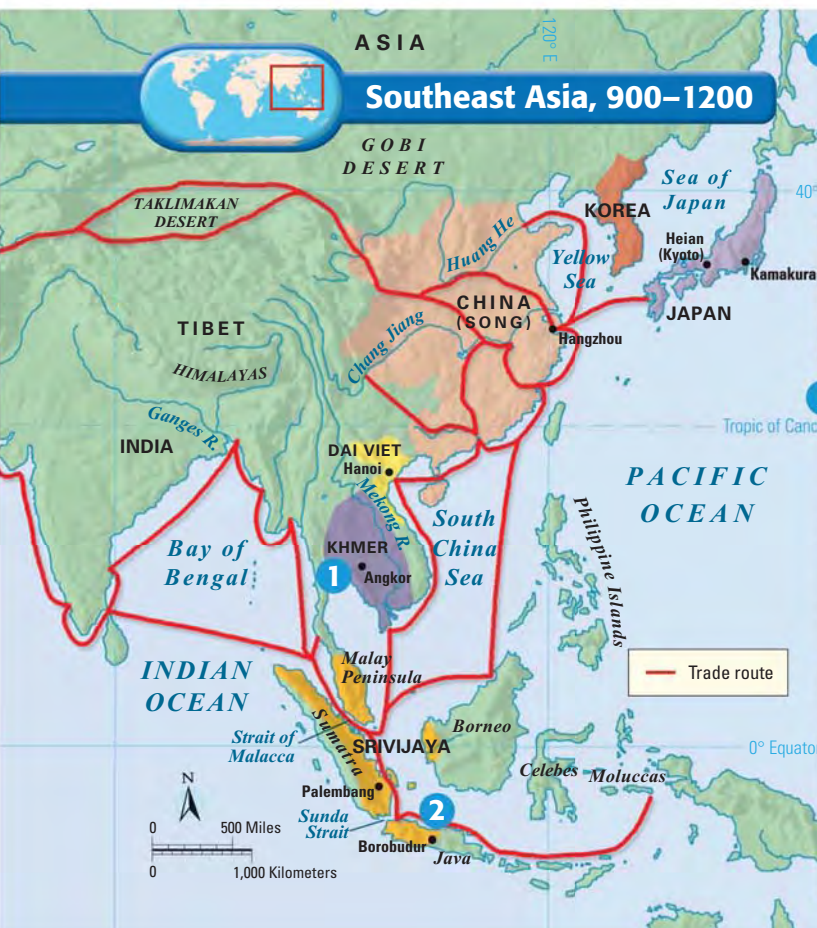 120° E
ASIA
Southeast Asia, 900–1200
GOBI
DESERT
TAKLIMAKAN
DESERT
Sea of
Japan
40°
KOREA
Huang He
Heian
(Kyoto)
Yellow
Sea
Kamakura
CHINA
(SONG)
JAPAN
TIBET
Hangzhou
Chang Jiang
HIMALAYAS
Ganges R.
Tropic of Canc
INDIA
DAI VIET
Hanoi
PACIFIC
OCEAN
Mekong R.
South
China
Sea
Philippine Islands
Bay of
Bengal
KHMER
1
Angkor
Malay
Peninsula
INDIAN
OCEAN
Trade route
Sumatra
Strait of
Malacca
SRIVIJAYA
Borneo
0° Equato
Celebes
Moluccas
N
Palembang
2
Sunda
Strait
0 500 Miles
Borobudur
Java
0 1,000 Kilometers